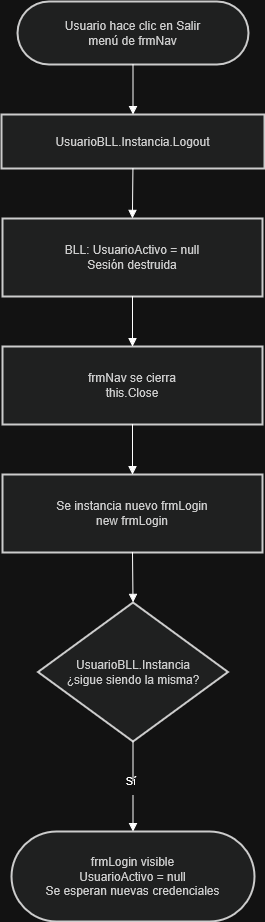 Usuario hace clic en Salir
menú de frmNav
UsuarioBLL.Instancia.Logout
BLL: UsuarioActivo = null
Sesión destruida
frmNav se cierra
this.Close
Se instancia nuevo frmLogin
new frmLogin
UsuarioBLL.Instancia
¿sigue siendo la misma?
Sí
frmLogin visible
UsuarioActivo = null
Se esperan nuevas credenciales